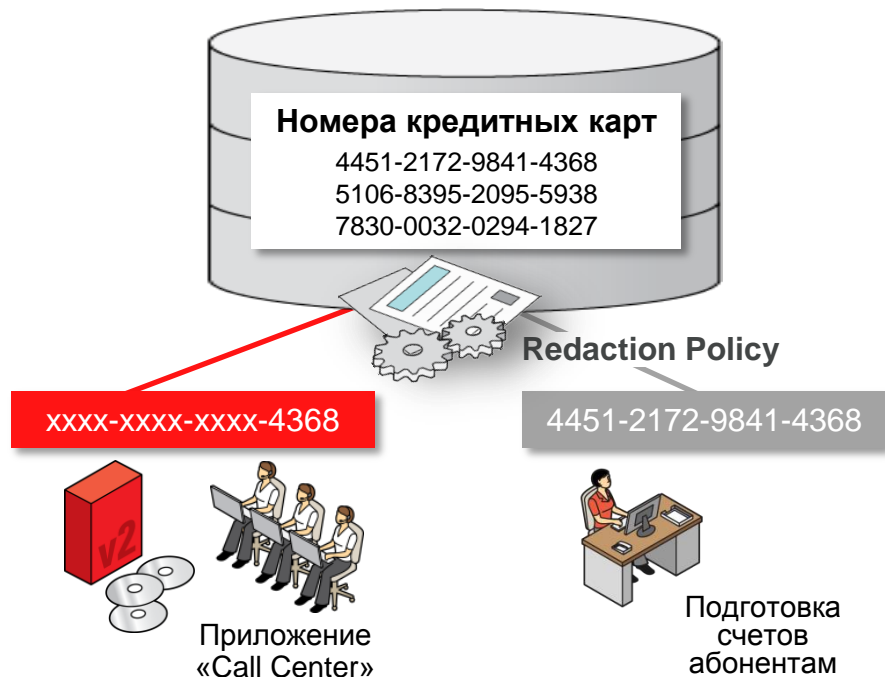 Номера кредитных карт
4451-2172-9841-4368
5106-8395-2095-5938
7830-0032-0294-1827
Redaction Policy
xxxx-xxxx-xxxx-4368
4451-2172-9841-4368
v2
Приложение
«Call Center»
Подготовка
счетов
абонентам